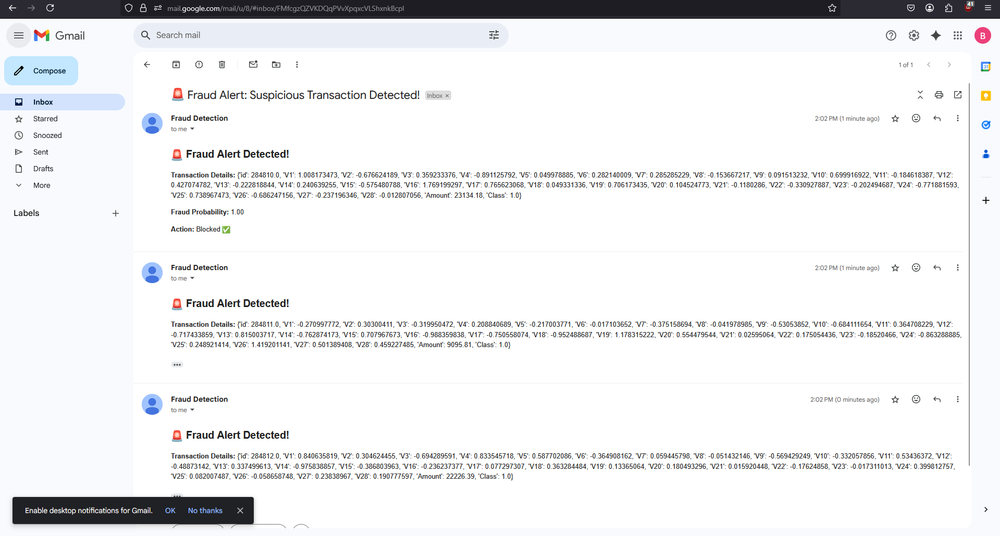 mail.google.com/mail/u/8/#inbox/FMfcgzQZVKDQqPVvXpqxcVLShxnkBcpl
41
Gmail
Search mail
B
Compose
1 of 1
31
Inbox
Starred
Snoozed
Sent
Drafts
More
Labels
🚨 Fraud Alert: Suspicious Transaction Detected! Inbox ×
Fraud Detection
2:02 PM (1 minute ago)
to me
🚨 Fraud Alert Detected!
Transaction Details: {'id': 284810.0, 'V1': 1.008173473, 'V2': -0.676624189, 'V3': 0.359233376, 'V4': -0.891125792, 'V5': 0.049978885, 'V6': 0.282140009, 'V7': 0.285285229, 'V8': -0.153667217, 'V9': 0.091513232, 'V10': 0.699916922, 'V11': -0.184618387, 'V12':
0.427074782, 'V13': -0.222818844, 'V14': 0.240639255, 'V15': -0.575480788, 'V16': 1.769199297, 'V17': 0.765623068, 'V18': 0.049331336, 'V19': 0.706173435, 'V20': 0.104524773, 'V21': -0.1180286, 'V22': -0.330927887, 'V23': -0.202494687, 'V24': -0.771881593,
'V25': 0.738967473, 'V26': -0.686247156, 'V27': -0.237196346, 'V28': -0.012807056, 'Amount': 23134.18, 'Class': 1.0}
Fraud Probability: 1.00
Action: Blocked ✅
Fraud Detection
2:02 PM (1 minute ago)
to me
🚨 Fraud Alert Detected!
Transaction Details: {'id': 284811.0, 'V1': -0.270997772, 'V2': 0.30300411, 'V3': -0.319950472, 'V4': 0.208840689, 'V5': -0.217003771, 'V6': -0.017103652, 'V7': -0.375158694, 'V8': -0.041978985, 'V9': -0.53053852, 'V10': -0.684111654, 'V11': 0.364708229, 'V12':
-0.717433859, 'V13': 0.815003717, 'V14': -0.762874173, 'V15': 0.707967673, 'V16': -0.988359838, 'V17': -0.750558074, 'V18': -0.952488687, 'V19': 1.178315222, 'V20': 0.554479544, 'V21': 0.02595064, 'V22': 0.175054436, 'V23': -0.18520466, 'V24': -0.863288885,
'V25': 0.248921414, 'V26': 1.419201141, 'V27': 0.501389408, 'V28': 0.459227485, 'Amount': 9095.81, 'Class': 1.0}
Fraud Detection
2:02 PM (0 minutes ago)
to me
🚨 Fraud Alert Detected!
Transaction Details: {'id': 284812.0, 'V1': 0.840635819, 'V2': 0.304624455, 'V3': -0.694289591, 'V4': 0.833545718, 'V5': 0.587702086, 'V6': -0.364908162, 'V7': 0.059445798, 'V8': -0.051432146, 'V9': -0.569429249, 'V10': -0.332057856, 'V11': 0.53436372, 'V12':
-0.48873142, 'V13': 0.337499613, 'V14': -0.975838857, 'V15': -0.386803963, 'V16': -0.236237377, 'V17': 0.077297307, 'V18': 0.363284484, 'V19': 0.13365064, 'V20': 0.180493296, 'V21': 0.015920448, 'V22': -0.17624858, 'V23': -0.017311013, 'V24': 0.399812757,
'V25': 0.082007487, 'V26': -0.058658748, 'V27': 0.23838967, 'V28': 0.190777597, 'Amount': 22226.39, 'Class': 1.0}
Enable desktop notifications for Gmail. OK No thanks